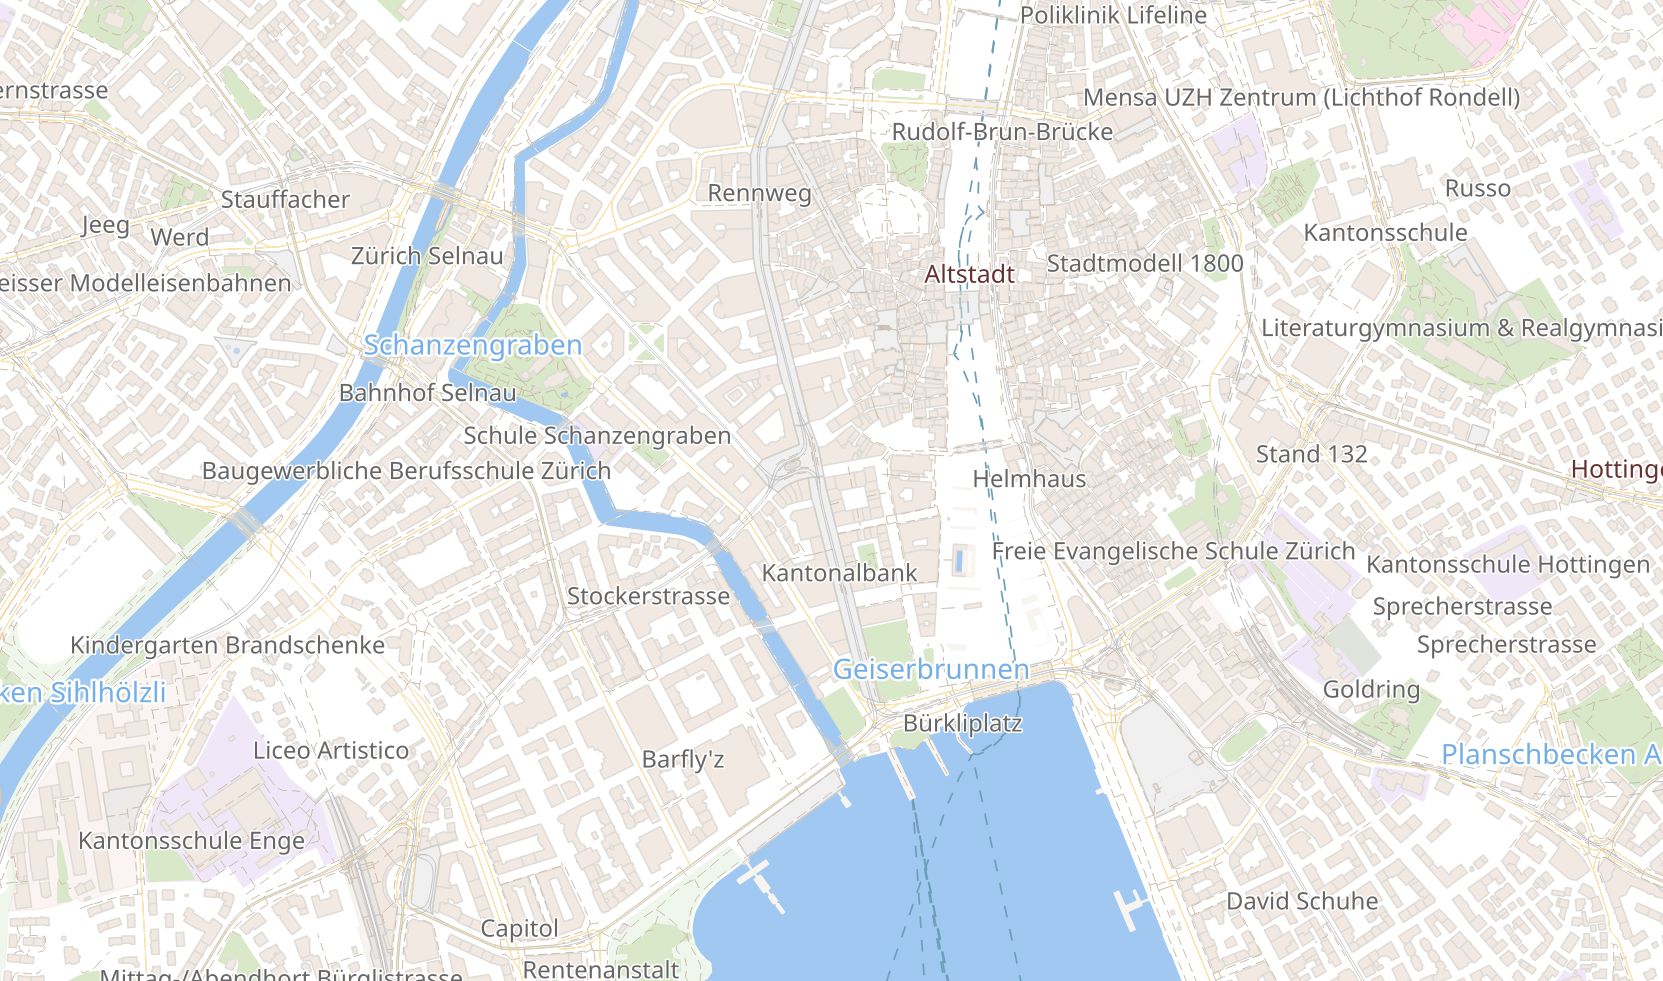 Poliklinik Lifeline
ernstrasse
Mensa UZH Zentrum (Lichthof Rondell)
Rudolf-Brun-Brücke
Stauffacher
Rennweg
Russo
Jeeg
Werd
Kantonsschule
Zürich Selnau
Stadtmodell 1800
Altstadt
eisser Modelleisenbahnen
Literaturgymnasium & Realgymnasi
Schanzengraben
Bahnhof Selnau
Schule Schanzengraben
Stand 132
Baugewerbliche Berufsschule Zürich
Hottinge
Helmhaus
Freie Evangelische Schule Zürich
Kantonsschule Hottingen
Kantonalbank
Stockerstrasse
Sprecherstrasse
Kindergarten Brandschenke
Sprecherstrasse
Geiserbrunnen
ken Sihlhölzli
Goldring
Bürkliplatz
Liceo Artistico
Barfly'z
Planschbecken A
Kantonsschule Enge
David Schuhe
Capitol
Rentenanstalt
Mittag-/Abendhort Bürglistrasse